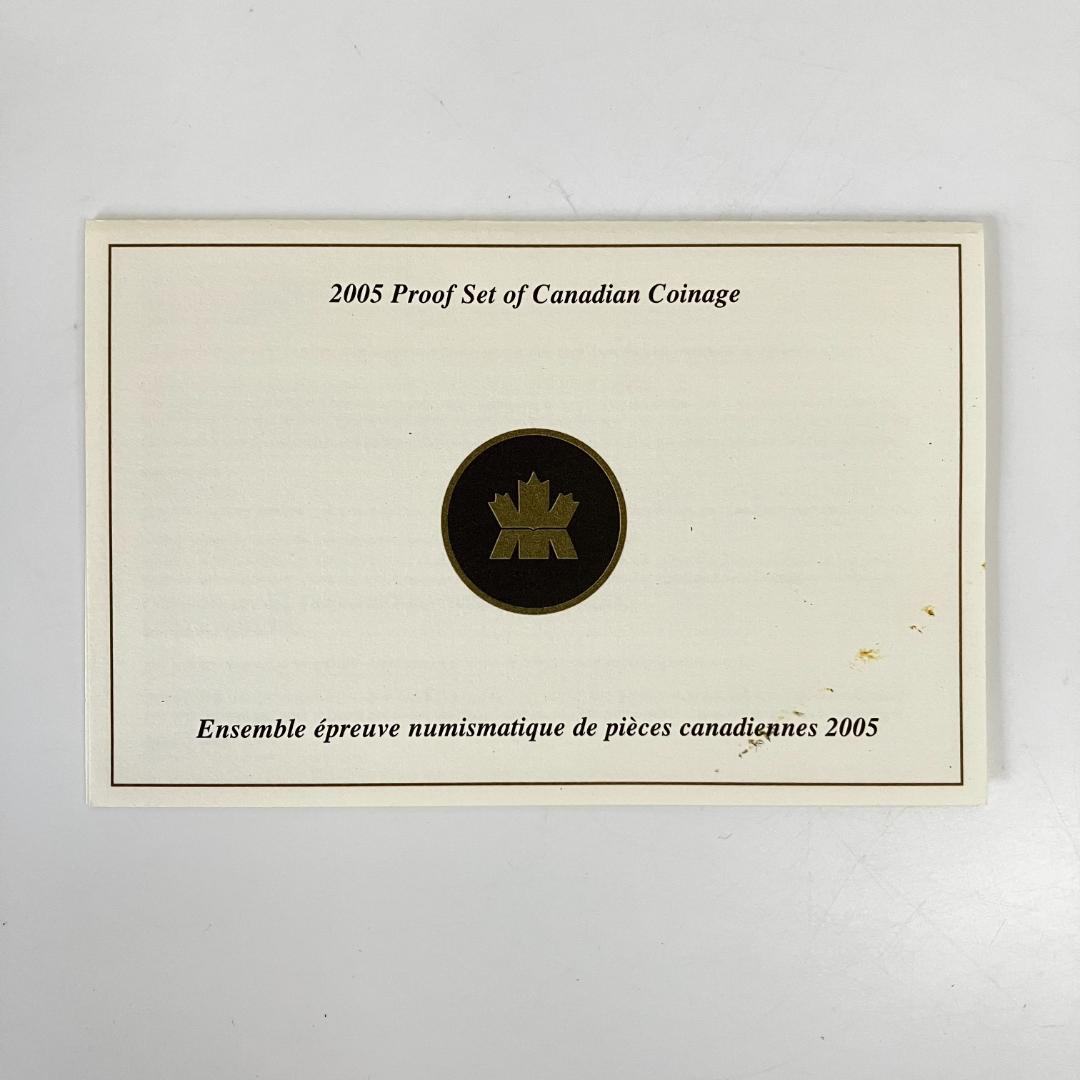 2005 Proof Set of Canadian Coinage
Ensemble épreuve numismatique de pièces canadiennes 2005